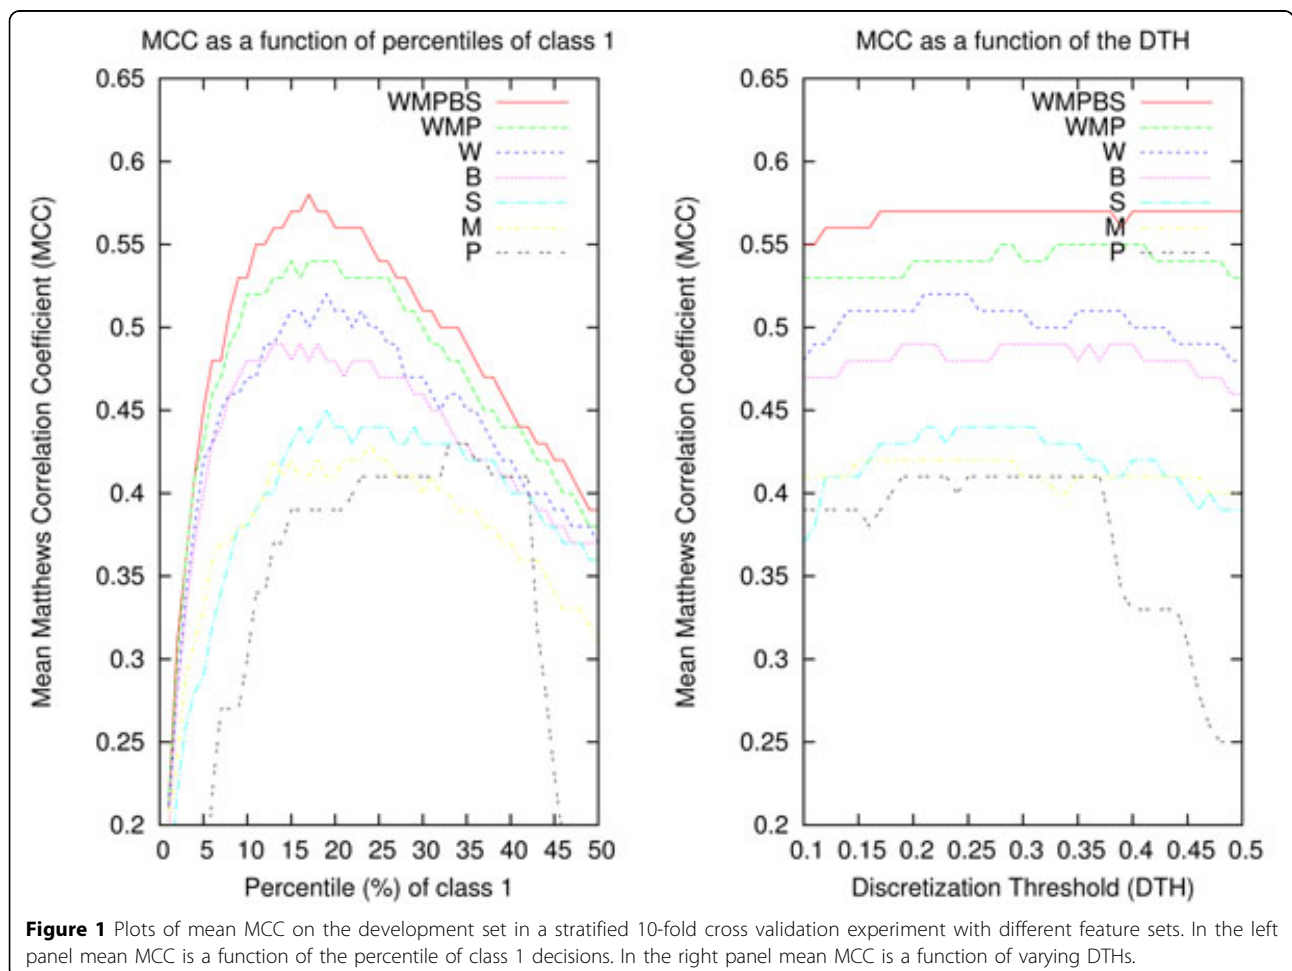 MCC as a function of percentiles of class 1
0.65
0.6
0.55
0.5
0.45
0.4
0.35
0.3
0.25
0.2
Mean Matthews Correlation Coefficient (MCC)
WMPBS
WMP
W
B
S
M
P
0 5 10 15 20 25 30 35 40 45 50
Percentile (%) of class 1
MCC as a function of the DTH
0.65
0.6
0.55
0.5
0.45
0.4
0.35
0.3
0.25
0.2
Mean Matthews Correlation Coefficient (MCC)
WMPBS
WMP
W
B
S
M
P
0.1 0.15 0.2 0.25 0.3 0.35 0.4 0.45 0.5
Discretization Threshold (DTH)
Figure 1 Plots of mean MCC on the development set in a stratified 10-fold cross validation experiment with different feature sets. In the left
panel mean MCC is a function of the percentile of class 1 decisions. In the right panel mean MCC is a function of varying DTHs.